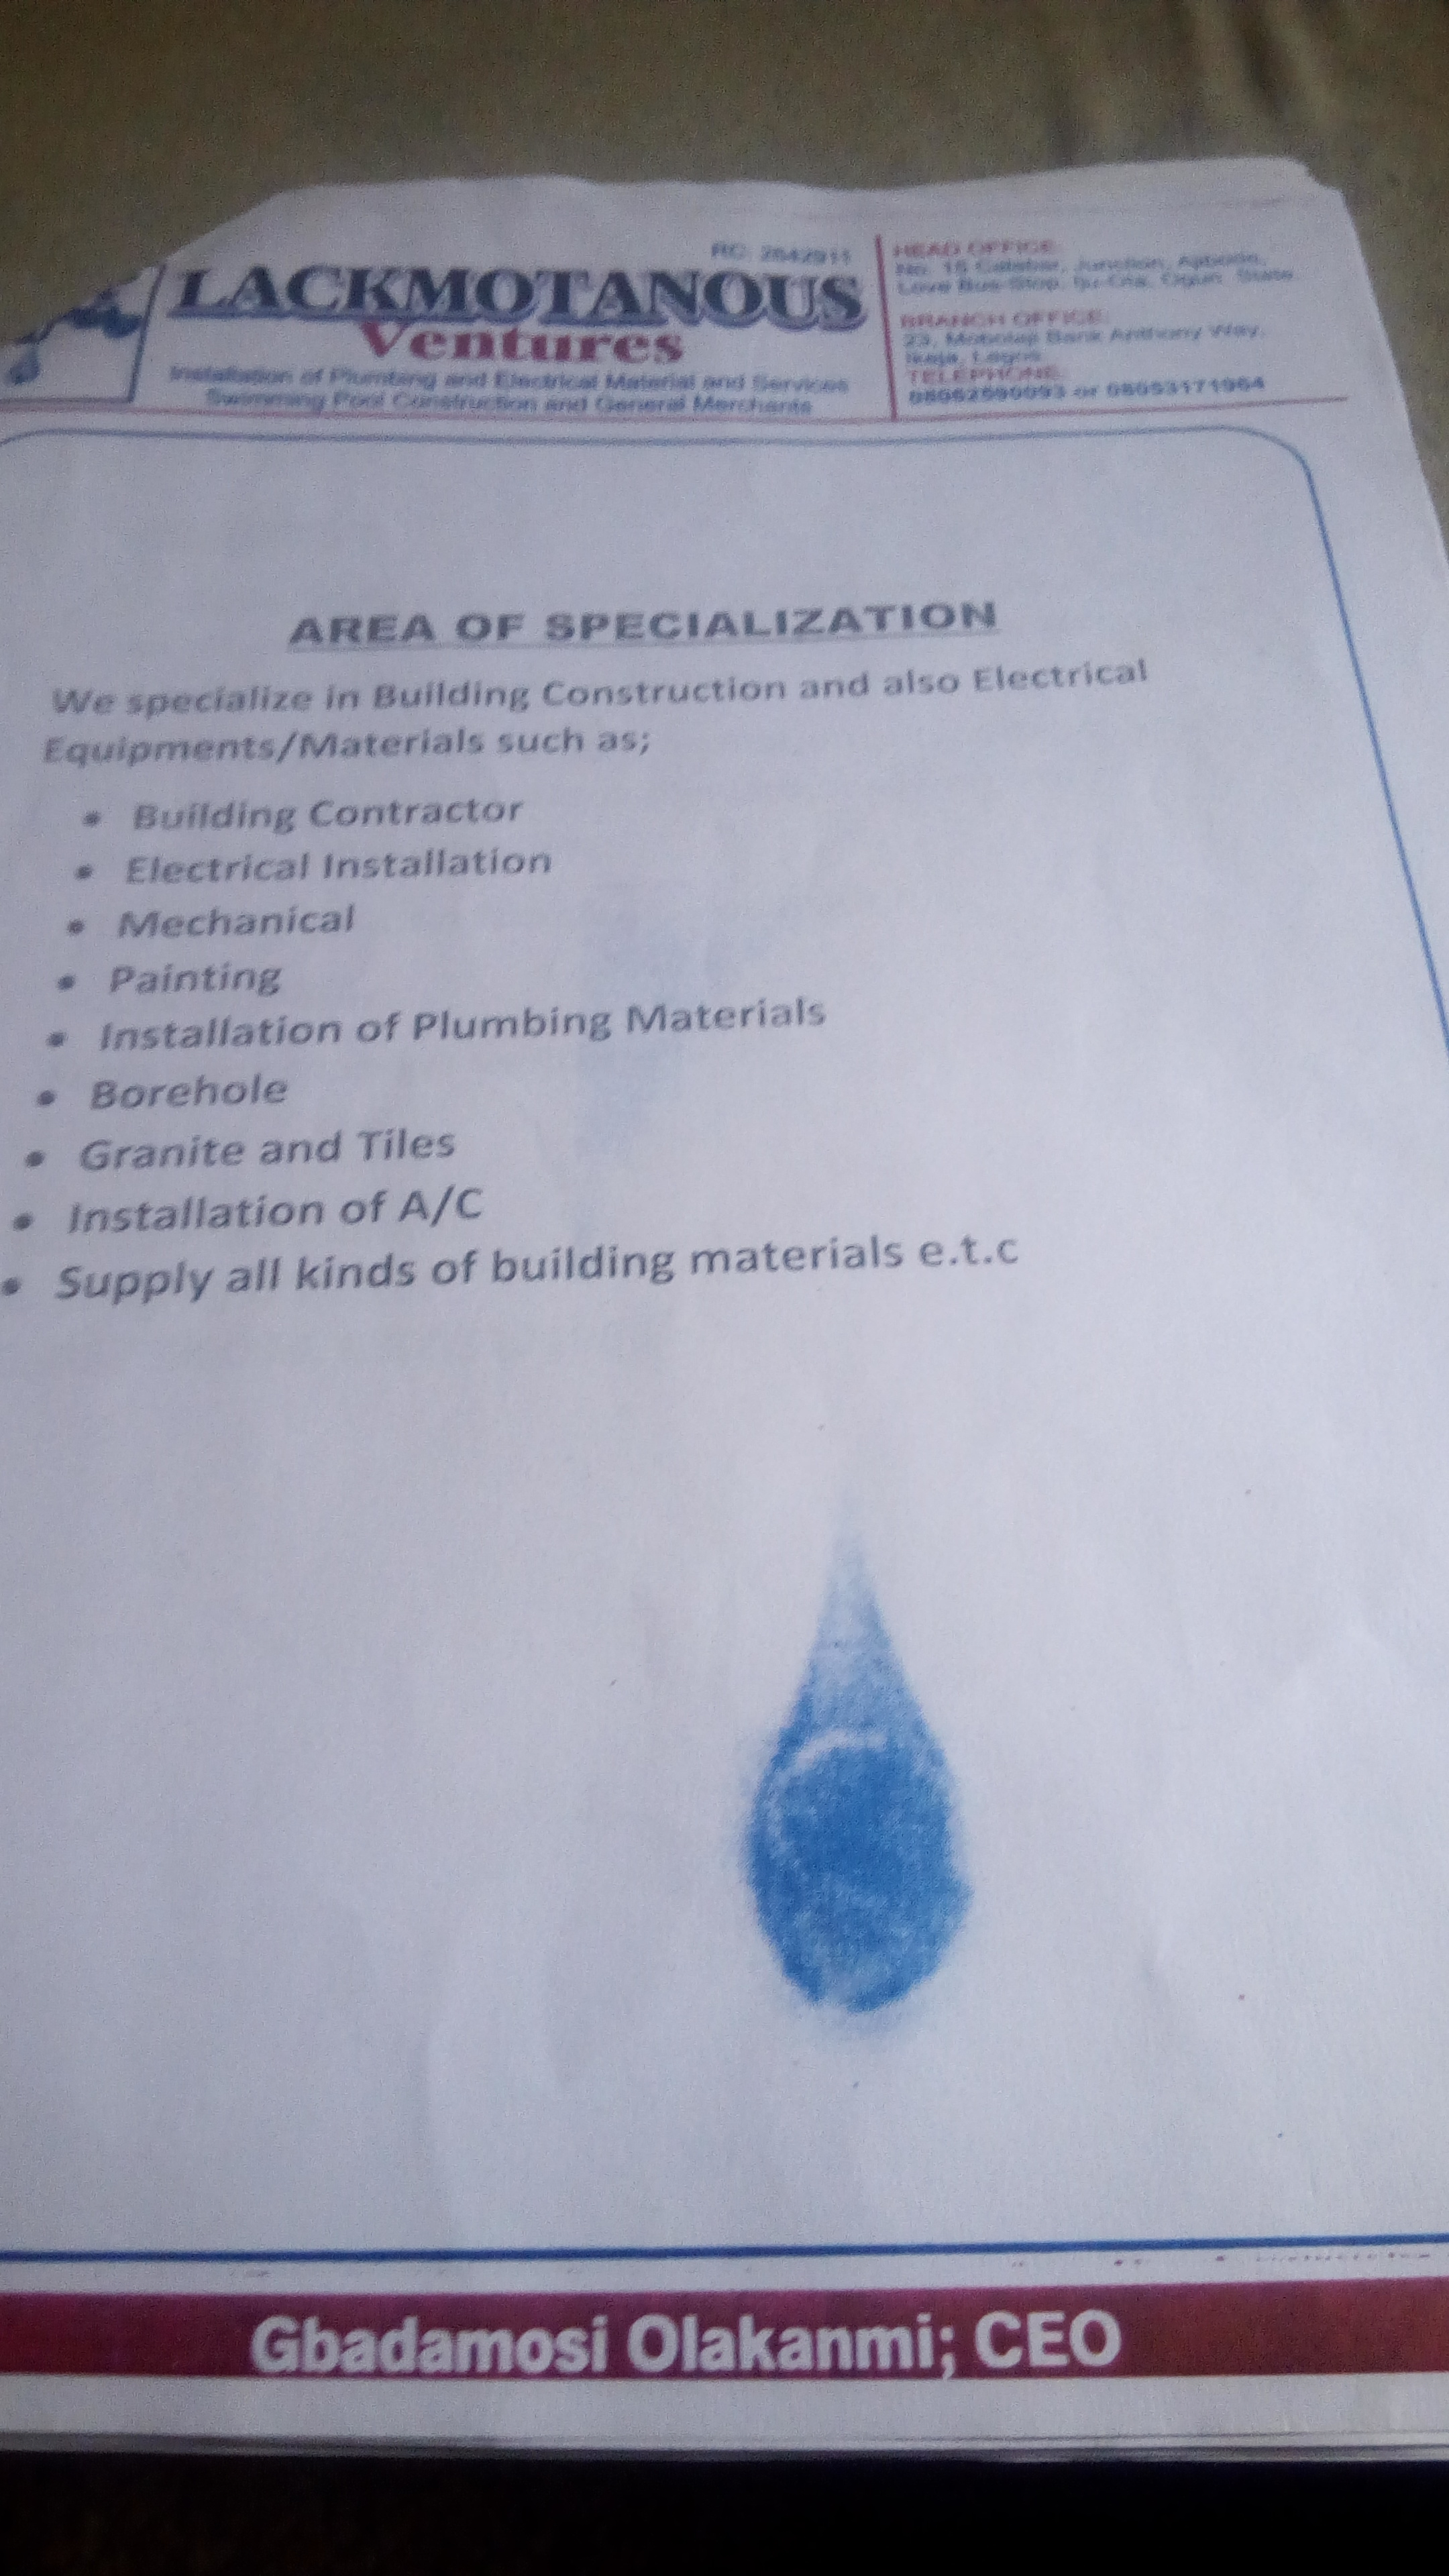 RC: 2642911
LACKMOTANOUS
Ventures
Installation of Plumbing and Electrical Material and Services
Swimming Pool Construction and General Merchants
HEAD OFFICE:
No. 16 Calabar, Junction, Agbode,
Love Bus-Stop, Iju-Ota, Ogun State.
BRANCH OFFICE:
23, Mobolaji Bank Anthony Way,
Ikeja, Lagos.
TELEPHONE:
or
AREA OF SPECIALIZATION
We specialize in Building Construction and also Electrical
Equipments/Materials such as;
• Building Contractor
• Electrical Installation
• Mechanical
• Painting
• Installation of Plumbing Materials
• Borehole
• Granite and Tiles
• Installation of A/C
• Supply all kinds of building materials e.t.c
Gbadamosi Olakanmi; CEO